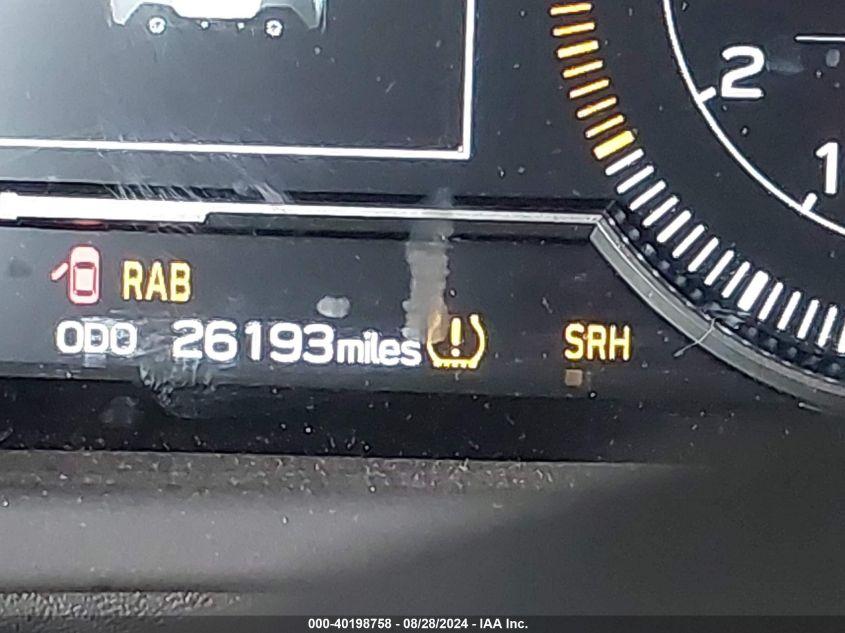 2
1
RAB
ODO 26193miles SRH
000-40198758 - 08/28/2024 - IAA Inc.